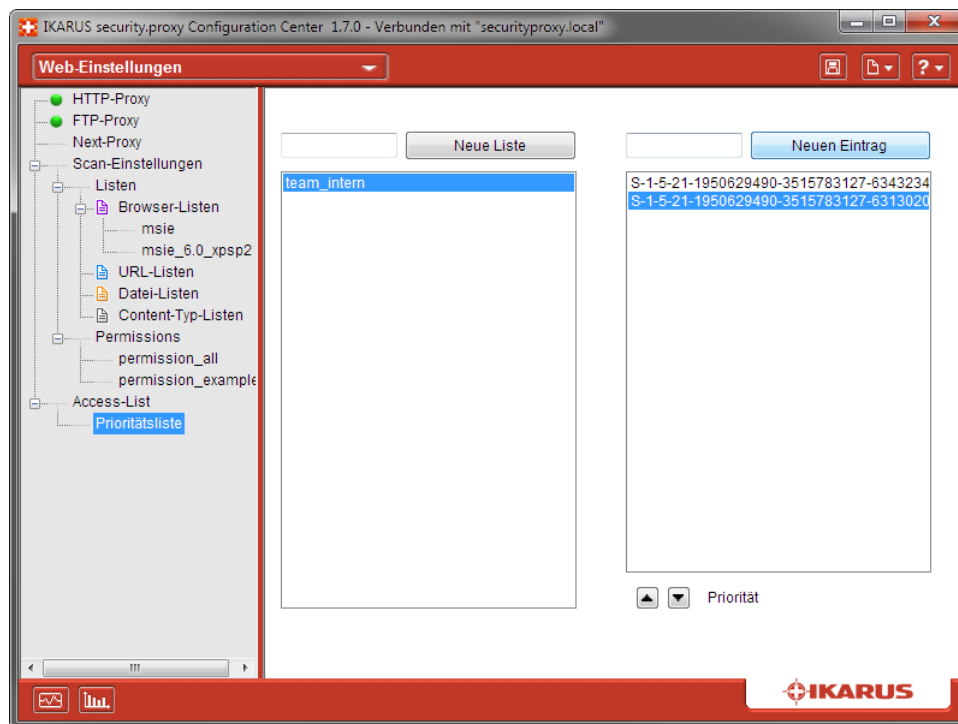 IKARUS security.proxy Configuration Center 1.7.0 - Verbunden mit "securityproxy.local"
Web-Einstellungen
?
HTTP-Proxy
FTP-Proxy
Next-Proxy
Scan-Einstellungen
Listen
Browser-Listen
msie
msie_6.0_xpsp2
URL-Listen
Datei-Listen
Content-Typ-Listen
Permissions
permission_all
permission_example
Access-List
Prioritätsliste
Neue Liste
team_intern
Neuen Eintrag
S-1-5-21-1950629490-3515783127-6343234
S-1-5-21-1950629490-3515783127-6313020
Priorität
IKARUS